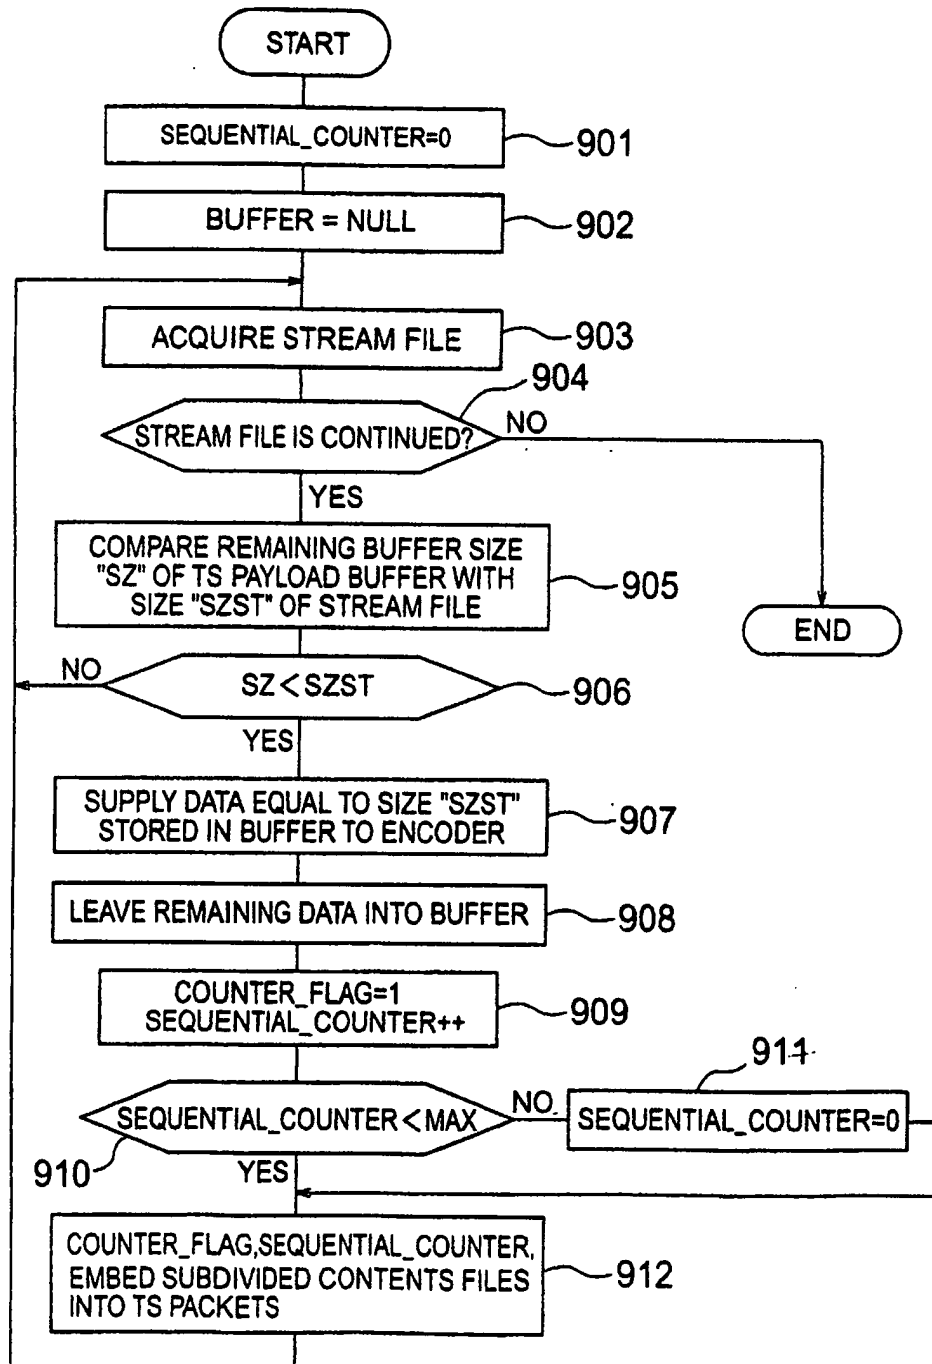 START
SEQUENTIAL_COUNTER=0
901
BUFFER = NULL
902
ACQUIRE STREAM FILE
903
904
STREAM FILE IS CONTINUED?
NO
YES
COMPARE REMAINING BUFFER SIZE
"SZ" OF TS PAYLOAD BUFFER WITH
SIZE "SZST" OF STREAM FILE
905
END
NO
SZ<SZST
906
YES
SUPPLY DATA EQUAL TO SIZE "SZST"
STORED IN BUFFER TO ENCODER
907
LEAVE REMAINING DATA INTO BUFFER
908
COUNTER_FLAG=1
SEQUENTIAL_COUNTER++
909
911
SEQUENTIAL_COUNTER<MAX
NO
SEQUENTIAL_COUNTER=0
910
YES
COUNTER_FLAG,SEQUENTIAL_COUNTER,
EMBED SUBDIVIDED CONTENTS FILES
INTO TS PACKETS
912